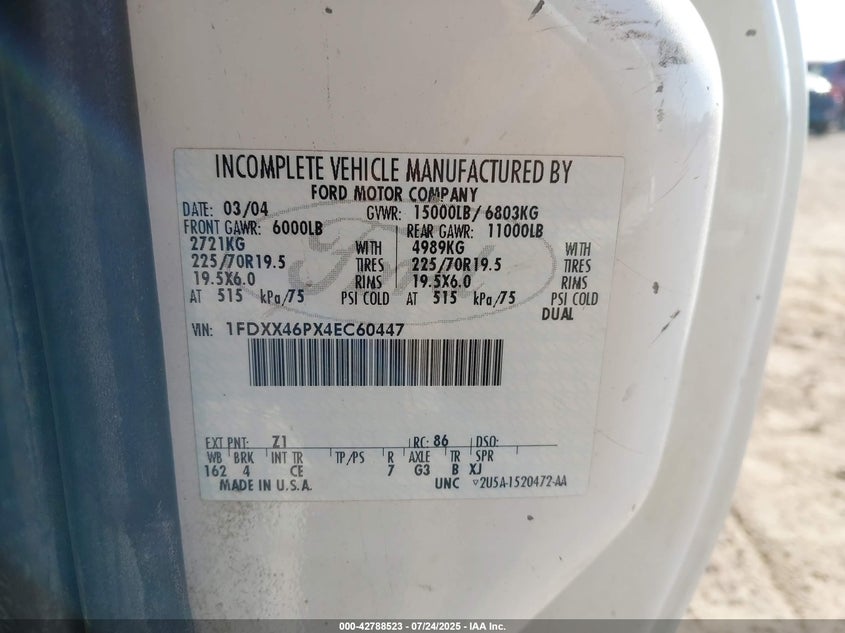 INCOMPLETE VEHICLE MANUFACTURED BY
FORD MOTOR COMPANY
DATE: 03/04 GVWR: 15000LB/ 6803KG
FRONT GAWR: 6000LB REAR GAWR: 11000LB
2721KG WITH 4989KG WITH
225/70R19.5 TIRES 225/70R19.5 TIRES
19.5X6.0 RIMS 19.5X6.0 RIMS
AT 515 kPa/75 PSI COLD AT 515 kPa/75 PSI COLD
DUAL
VIN: 1FDXX46PX4EC60447
EXT PNT: Z1 RC: 86 DSO:
WB BRK INT TR TP/PS R AXLE TR SPR
162 4 CE 7 G3 B XJ
MADE IN U.S.A. UNC 2U5A-1520472-AA
Ford
000-42788523 - 07/24/2025 - IAA Inc.